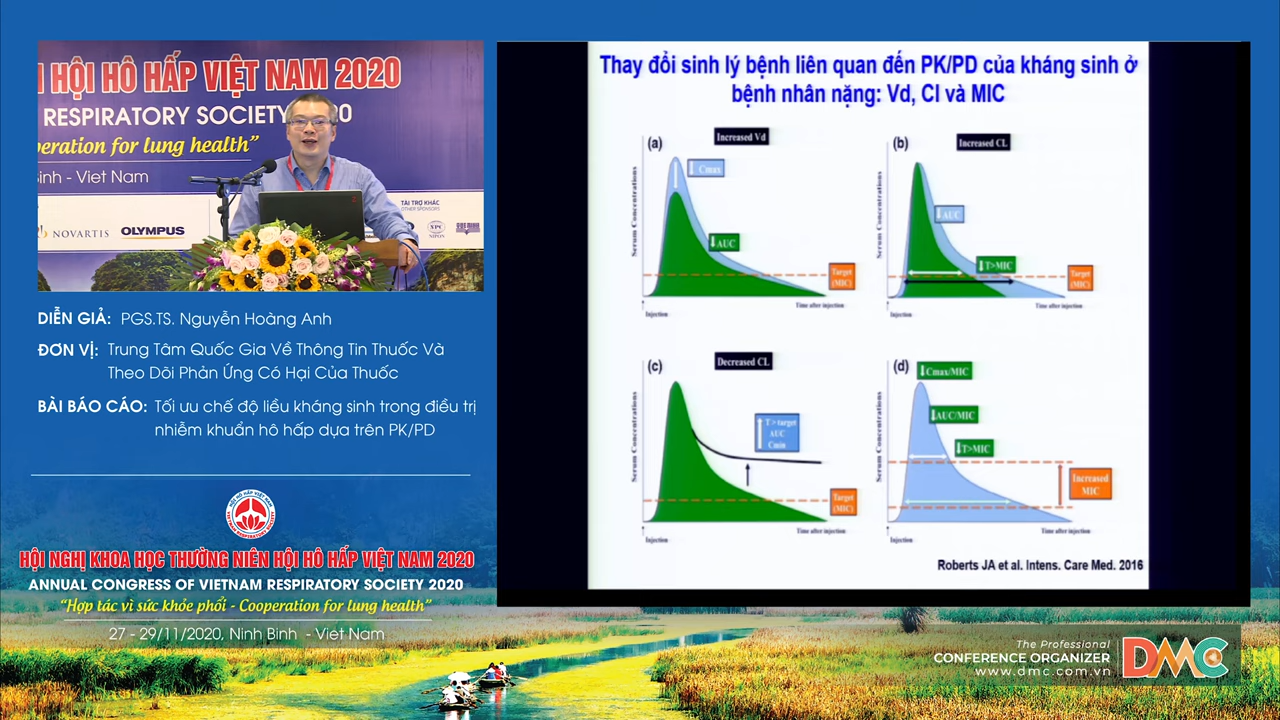 I HỘI HÔ HẤP VIỆT NAM 2020
RESPIRATORY SOCIETY 2020
peration for lung health"
Binh - Viet Nam
TÀI TRỢ KHÁC
OTHER SPONSORS
NOVARTIS
OLYMPUS
VPC
NIPON
DIỄN GIẢ: PGS.TS. Nguyễn Hoàng Anh
ĐƠN VỊ: Trung Tâm Quốc Gia Về Thông Tin Thuốc Và
Theo Dõi Phản Ứng Có Hại Của Thuốc
BÀI BÁO CÁO: Tối ưu chế độ liều kháng sinh trong điều trị
nhiễm khuẩn hô hấp dựa trên PK/PD
HỘI NGHỊ KHOA HỌC THƯỜNG NIÊN HỘI HÔ HẤP VIỆT NAM 2020
ANNUAL CONGRESS OF VIETNAM RESPIRATORY SOCIETY 2020
"Hợp tác vì sức khỏe phổi - Cooperation for lung health"
27 - 29/11/2020, Ninh Binh - Viet Nam
Thay đổi sinh lý bệnh liên quan đến PK/PD của kháng sinh ở
bệnh nhân nặng: Vd, Cl và MIC
(a)
Increased Vd
↓ Cmax
↓AUC
Target
(MIC)
Serum Concentrations
Injection
Time after injection
(b)
Increased CL
↓AUC
↓T>MIC
Target
(MIC)
Serum Concentrations
Injection
Time after injection
(c)
Decreased CL
T > target
AUC
Cmin
Target
(MIC)
Serum Concentrations
Injection
Time after injection
(d)
↓Cmax/MIC
↓AUC/MIC
↓T>MIC
Increased
MIC
Serum Concentrations
Injection
Time after injection
Roberts JA et al. Intens. Care Med. 2016
The Professional
CONFERENCE ORGANIZER
www.dmc.com.vn
DMC